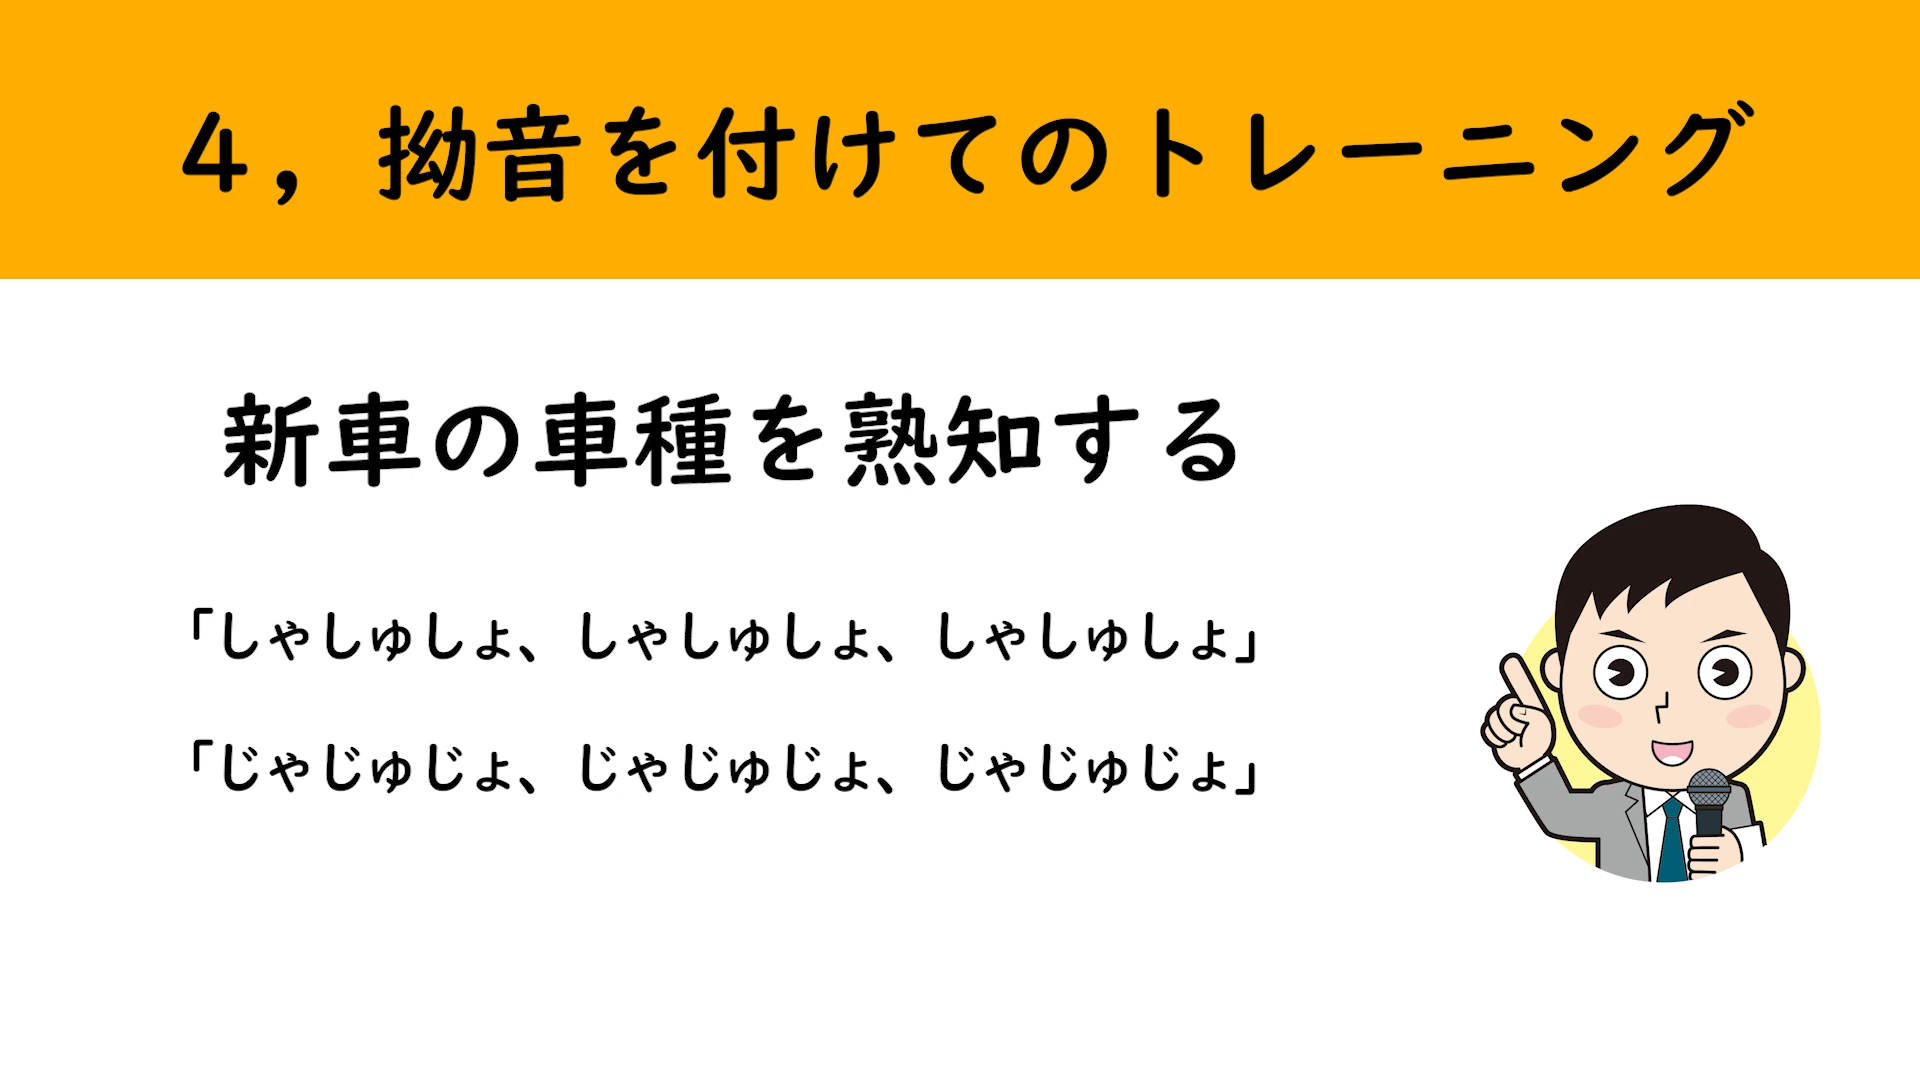 ４，拗音を付けてのトレーニング
新車の車種を熟知する
「しゃしゅしょ、しゃしゅしょ、しゃしゅしょ」
「じゃじゅじょ、じゃじゅじょ、じゃじゅじょ」